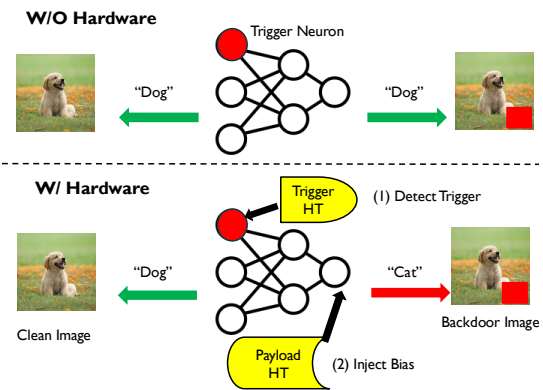 W/O Hardware
Trigger Neuron
“Dog”
“Dog”
W/ Hardware
Trigger
HT
(1) Detect Trigger
“Dog”
“Cat”
Clean Image
Backdoor Image
Payload
HT
(2) Inject Bias